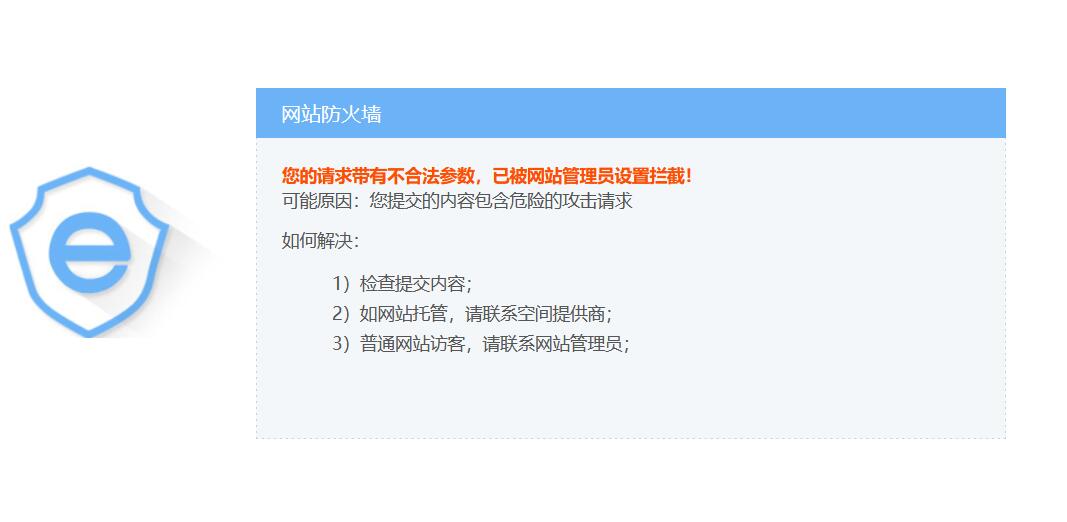 网站防火墙
您的请求带有不合法参数，已被网站管理员设置拦截！
可能原因：您提交的内容包含危险的攻击请求
如何解决：
1）检查提交内容；
2）如网站托管，请联系空间提供商；
3）普通网站访客，请联系网站管理员；
e